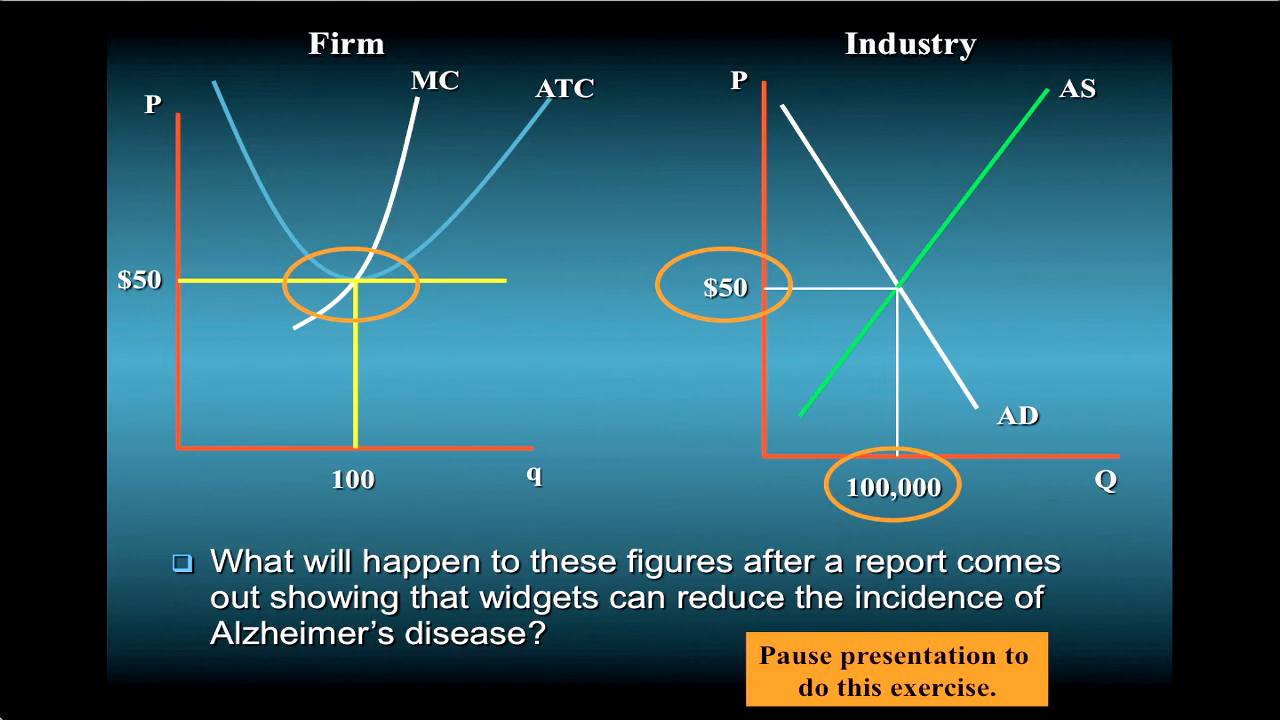 Firm
Industry
MC
ATC
P
P
AS
$50
$50
AD
100
q
100,000
Q
What will happen to these figures after a report comes
out showing that widgets can reduce the incidence of
Alzheimer’s disease?
Pause presentation to
do this exercise.